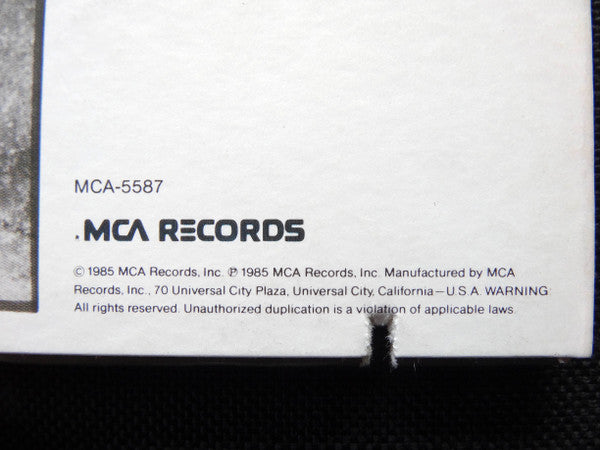 MCA-5587
MCA RECORDS
© 1985 MCA Records, Inc. ℗ 1985 MCA Records, Inc. Manufactured by MCA
Records, Inc., 70 Universal City Plaza, Universal City, California—U.S.A. WARNING:
All rights reserved. Unauthorized duplication is a violation of applicable laws.